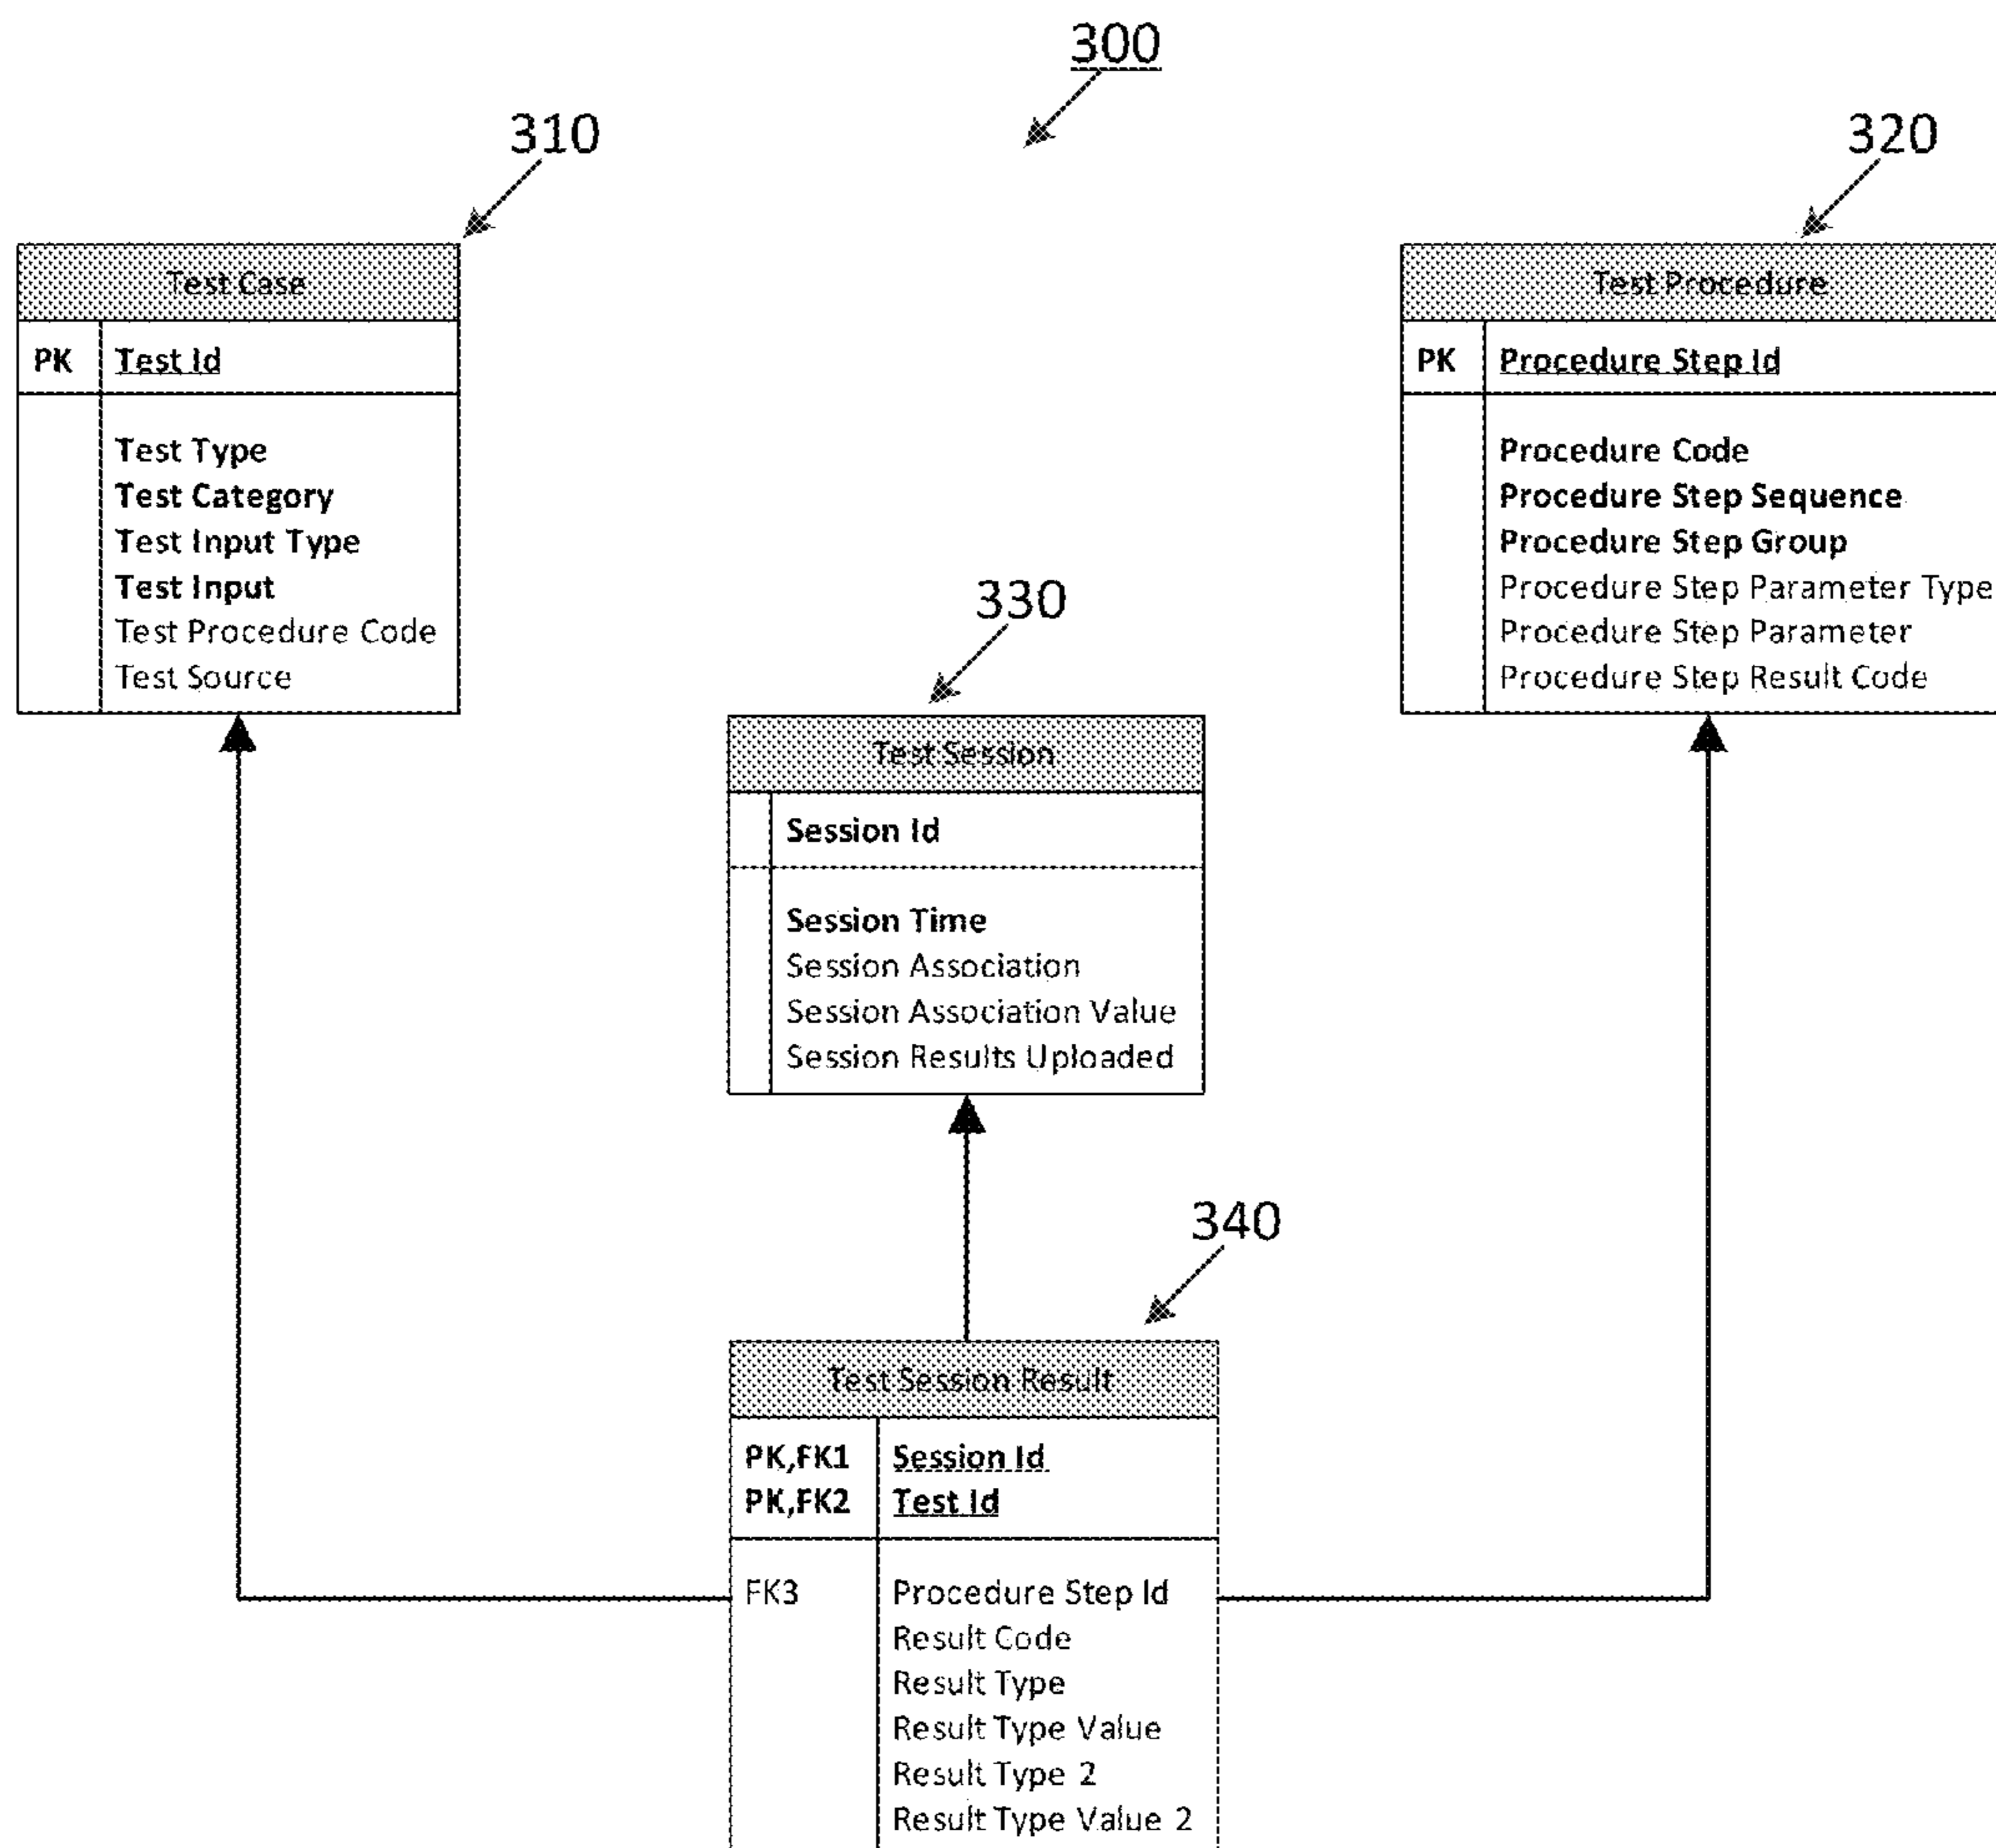 300
310
320
Test Case
PK Test Id
Test Type
Test Category
Test Input Type
Test Input
Test Procedure Code
Test Source
Test Procedure
PK Procedure Step Id
Procedure Code
Procedure Step Sequence
Procedure Step Group
Procedure Step Parameter Type
Procedure Step Parameter
Procedure Step Result Code
330
Test Session
Session Id
Session Time
Session Association
Session Association Value
Session Results Uploaded
340
Test Session Result
PK,FK1 Session Id
PK,FK2 Test Id
FK3 Procedure Step Id
Result Code
Result Type
Result Type Value
Result Type 2
Result Type Value 2